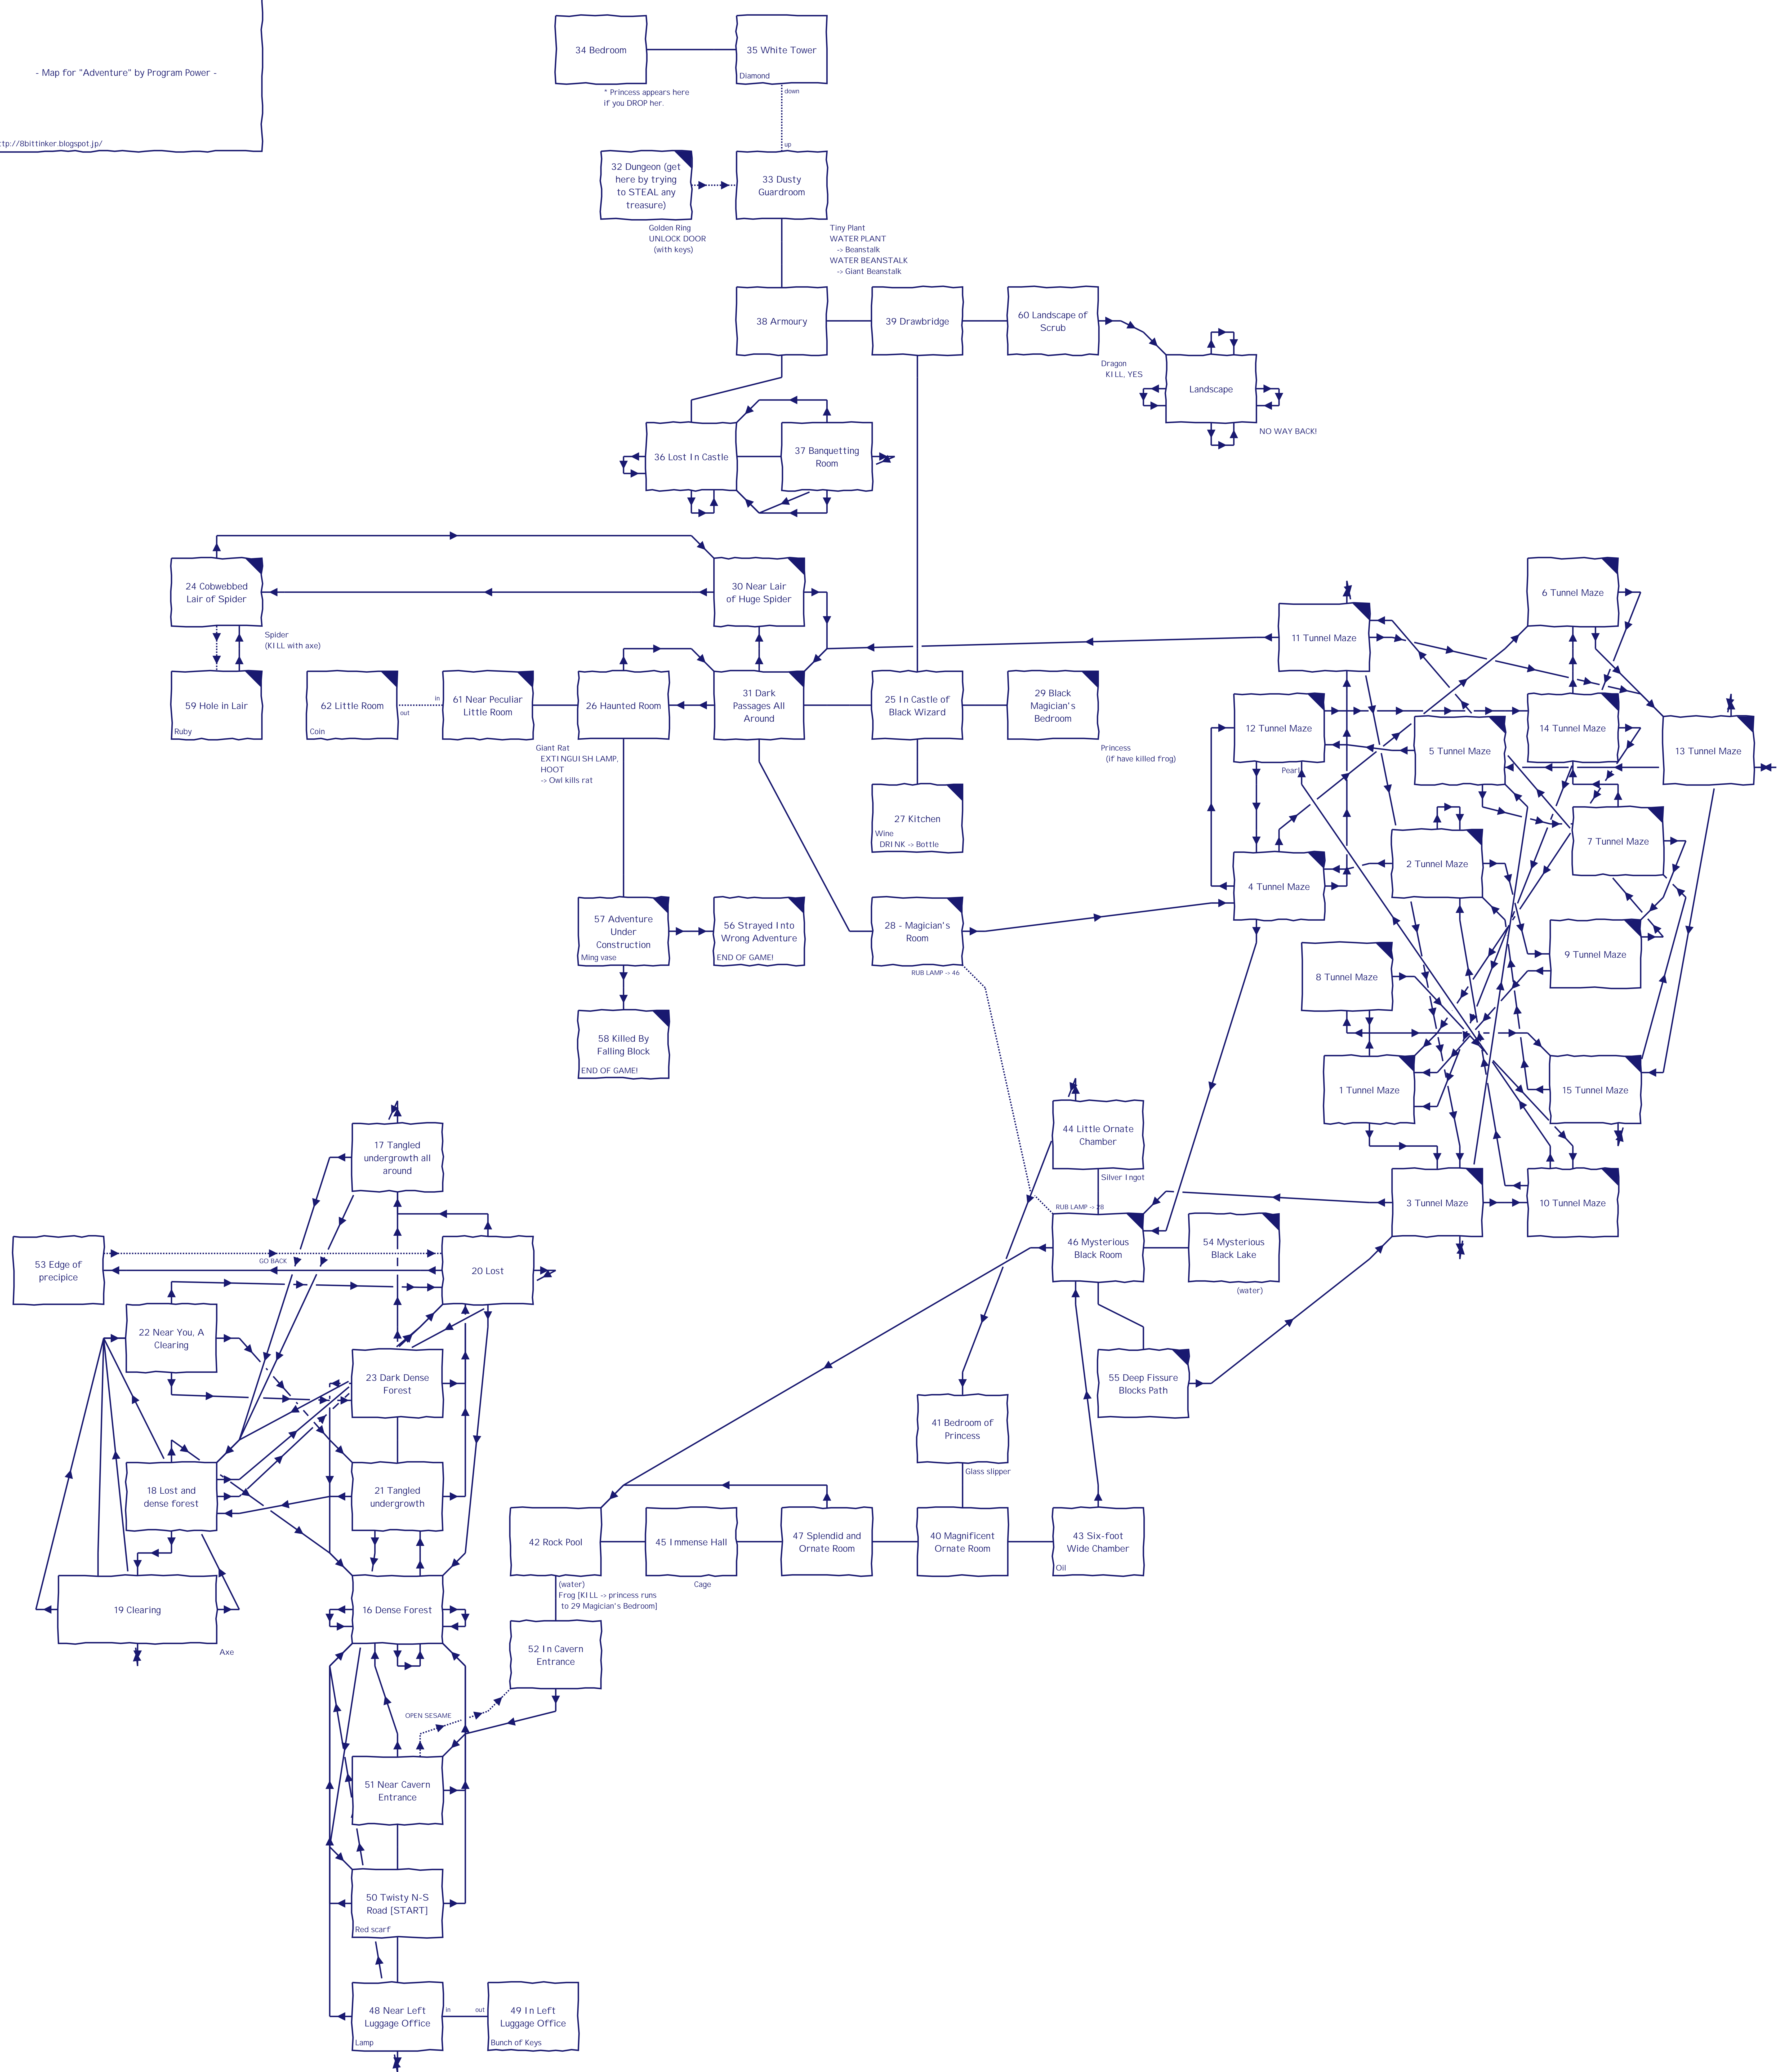 - Map for "Adventure" by Program Power -
ttp://8bittinker.blogspot.jp/
34 Bedroom
* Princess appears here
if you DROP her.
35 White Tower
Diamond
down
up
32 Dungeon (get
here by trying
to STEAL any
treasure)
Golden Ring
UNLOCK DOOR
(with keys)
33 Dusty
Guardroom
Tiny Plant
WATER PLANT
-> Beanstalk
WATER BEANSTALK
-> Giant Beanstalk
38 Armoury
39 Drawbridge
60 Landscape of
Scrub
Dragon
KILL, YES
Landscape
NO WAY BACK!
36 Lost In Castle
37 Banquetting
Room
24 Cobwebbed
Lair of Spider
Spider
(KILL with axe)
30 Near Lair
of Huge Spider
59 Hole in Lair
Ruby
62 Little Room
Coin
out
in
61 Near Peculiar
Little Room
26 Haunted Room
Giant Rat
EXTINGUISH LAMP,
HOOT
-> Owl kills rat
31 Dark
Passages All
Around
25 In Castle of
Black Wizard
29 Black
Magician's
Bedroom
Princess
(if have killed frog)
27 Kitchen
Wine
DRINK -> Bottle
57 Adventure
Under
Construction
Ming vase
56 Strayed Into
Wrong Adventure
END OF GAME!
28 - Magician's
Room
RUB LAMP -> 46
58 Killed By
Falling Block
END OF GAME!
6 Tunnel Maze
11 Tunnel Maze
12 Tunnel Maze
Pearl
5 Tunnel Maze
14 Tunnel Maze
13 Tunnel Maze
7 Tunnel Maze
2 Tunnel Maze
4 Tunnel Maze
9 Tunnel Maze
8 Tunnel Maze
1 Tunnel Maze
15 Tunnel Maze
3 Tunnel Maze
10 Tunnel Maze
44 Little Ornate
Chamber
Silver Ingot
RUB LAMP -> 28
46 Mysterious
Black Room
54 Mysterious
Black Lake
(water)
55 Deep Fissure
Blocks Path
17 Tangled
undergrowth all
around
53 Edge of
precipice
GO BACK
20 Lost
22 Near You, A
Clearing
23 Dark Dense
Forest
18 Lost and
dense forest
21 Tangled
undergrowth
19 Clearing
Axe
16 Dense Forest
41 Bedroom of
Princess
Glass slipper
42 Rock Pool
(water)
Frog [KILL -> princess runs
to 29 Magician's Bedroom]
45 Immense Hall
Cage
47 Splendid and
Ornate Room
40 Magnificent
Ornate Room
43 Six-foot
Wide Chamber
Oil
52 In Cavern
Entrance
OPEN SESAME
51 Near Cavern
Entrance
50 Twisty N-S
Road [START]
Red scarf
48 Near Left
Luggage Office
Lamp
in
out
49 In Left
Luggage Office
Bunch of Keys